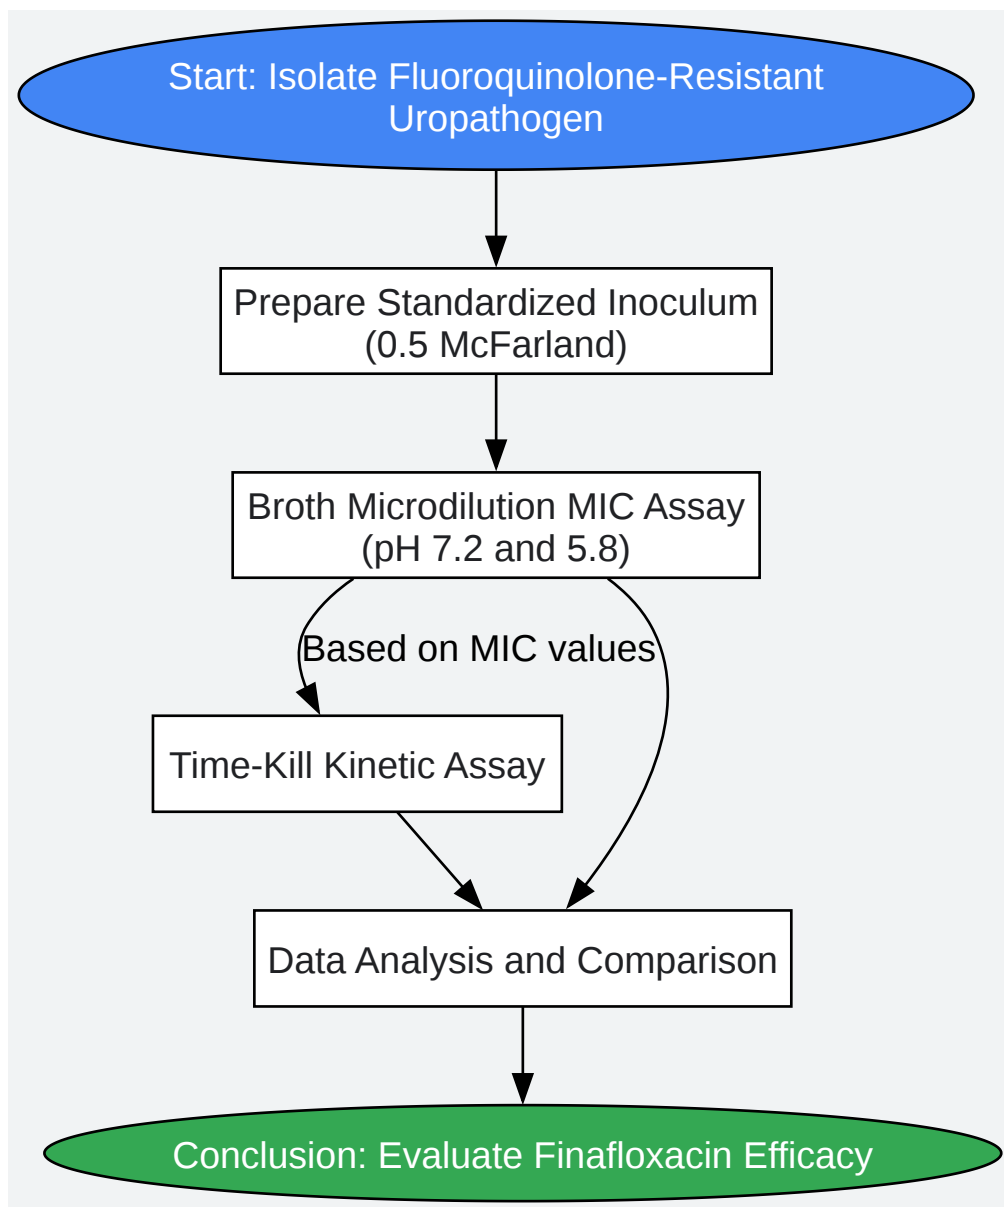 Start: Isolate Fluoroquinolone-Resistant
Uropathogen
Prepare Standardized Inoculum
(0.5 McFarland)
Broth Microdilution MIC Assay
(pH 7.2 and 5.8)
Based on MIC values
Time-Kill Kinetic Assay
Data Analysis and Comparison
Conclusion: Evaluate Finafloxacin Efficacy